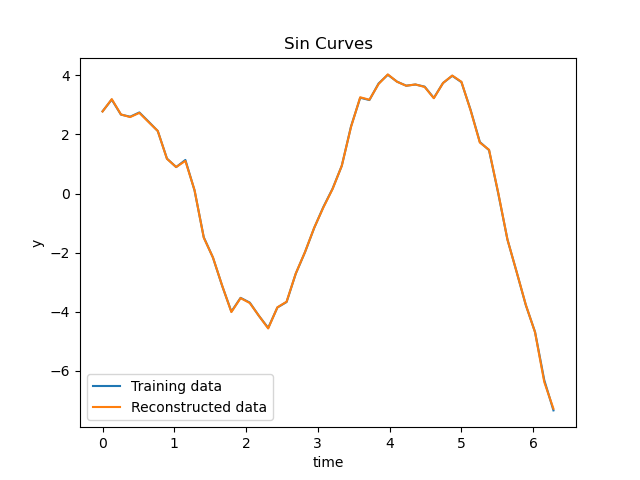 Sin Curves
4
2
0
−2
−4
−6
y
0 1 2 3 4 5 6
time
Training data
Reconstructed data